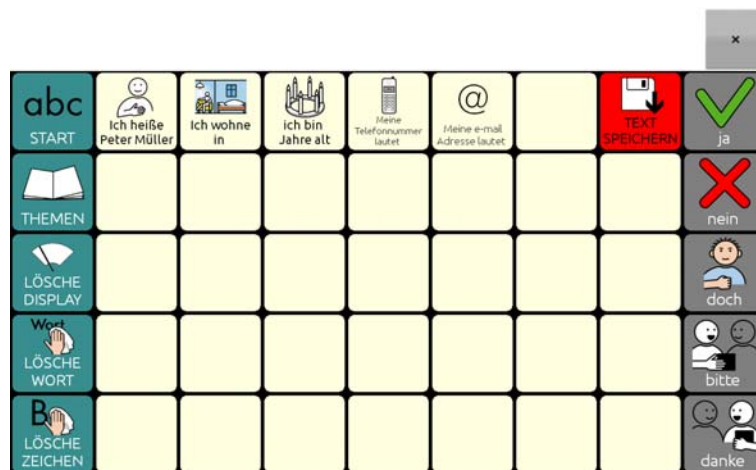 ×
abc
START
Ich heiße
Peter Müller
Ich wohne
in
ich bin
Jahre alt
Meine
Telefonnummer
lautet
@
Meine e-mail
Adresse lautet
TEXT
SPEICHERN
ja
THEMEN
nein
LÖSCHE
DISPLAY
doch
Wort
LÖSCHE
WORT
bitte
B
LÖSCHE
ZEICHEN
danke